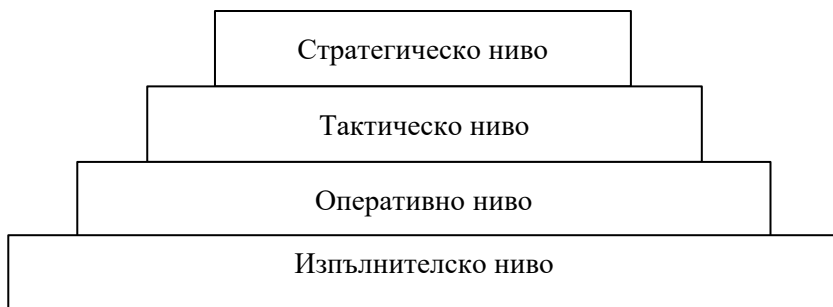 Стратегическо ниво
Тактическо ниво
Оперативно ниво
Изпълнителско ниво